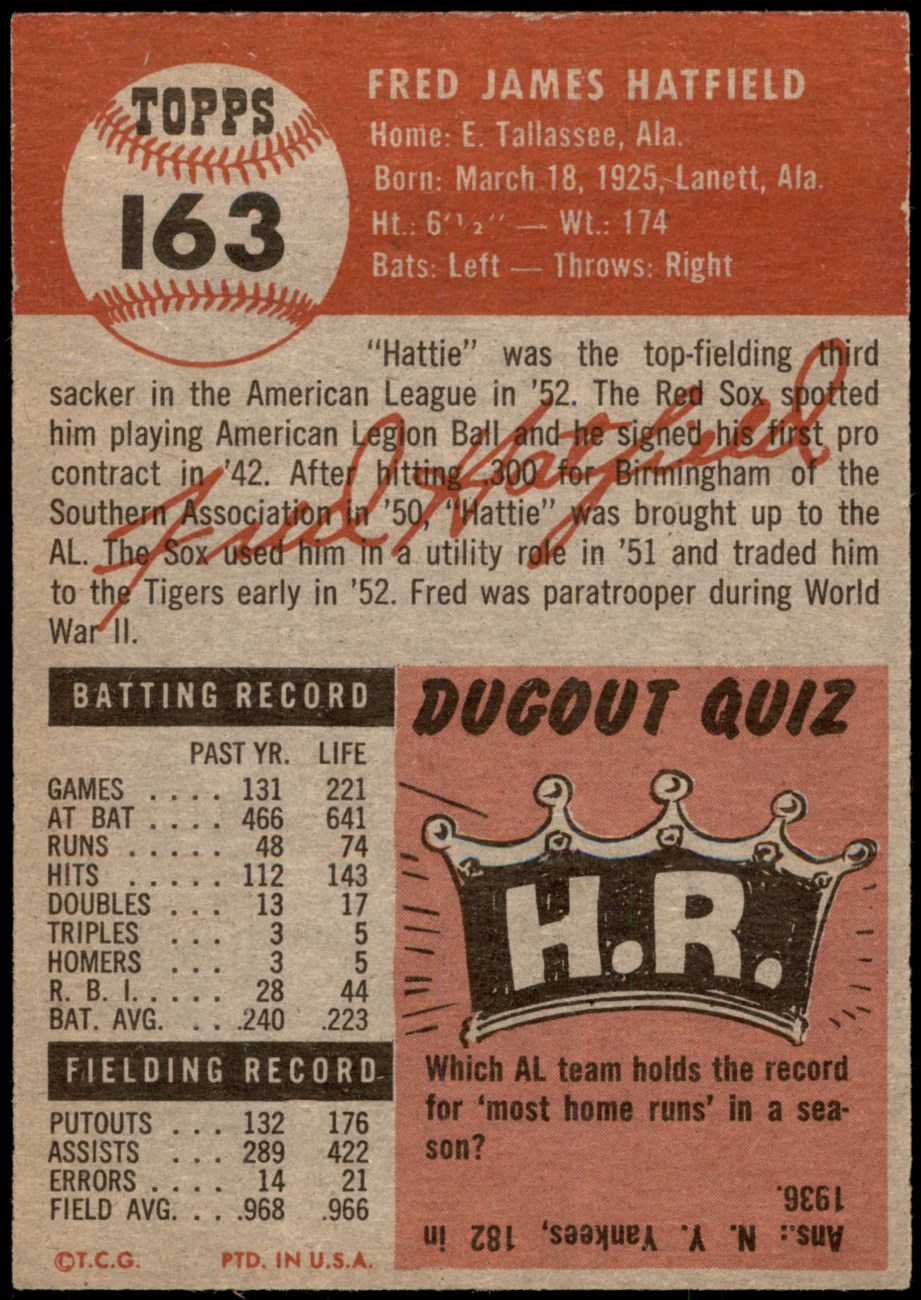 TOPPS
163
FRED JAMES HATFIELD
Home: E. Tallassee, Ala.
Born: March 18, 1925, Lanett, Ala.
Ht.: 6'½" — Wt.: 174
Bats: Left — Throws: Right
"Hattie" was the top-fielding third
sacker in the American League in '52. The Red Sox spotted
him playing American Legion Ball and he signed his first pro
contract in '42. After hitting .300 for Birmingham of the
Southern Association in '50, "Hattie" was brought up to the
AL. The Sox used him in a utility role in '51 and traded him
to the Tigers early in '52. Fred was paratrooper during World
War II.
Fred Hatfield
BATTING RECORD
PAST YR. LIFE
GAMES .... 131 221
AT BAT .... 466 641
RUNS ..... 48 74
HITS ..... 112 143
DOUBLES ... 13 17
TRIPLES ... 3 5
HOMERS ... 3 5
R. B. I. .... 28 44
BAT. AVG. .. .240 .223
FIELDING RECORD
PUTOUTS ... 132 176
ASSISTS ... 289 422
ERRORS .... 14 21
FIELD AVG. .. .968 .966
©T.C.G. PTD. IN U.S.A.
DUGOUT QUIZ
H.R.
Which AL team holds the record
for 'most home runs' in a sea-
son?
Ans.: N. Y. Yankees, 182 in
1936.